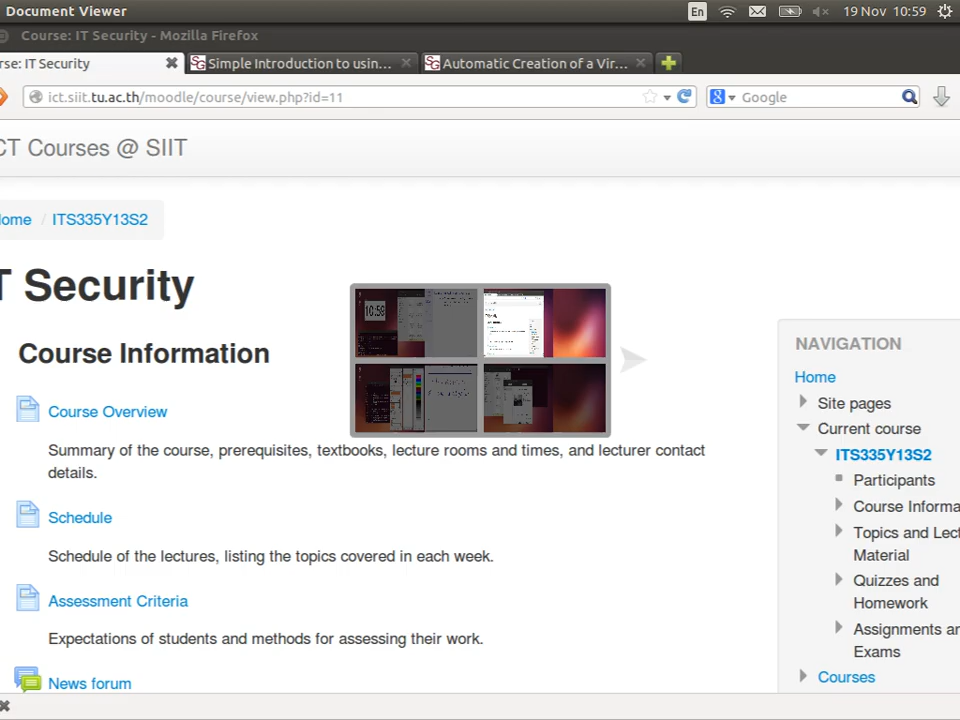 Document Viewer
En
19 Nov 10:59
Course: IT Security - Mozilla Firefox
rse: IT Security
Simple Introduction to usin...
Automatic Creation of a Vir...
ict.siit.tu.ac.th/moodle/course/view.php?id=11
Google
CT Courses @ SIIT
ome / ITS335Y13S2
T Security
10:59
Course Information
Course Overview
Summary of the course, prerequisites, textbooks, lecture rooms and times, and lecturer contact
details.
Schedule
Schedule of the lectures, listing the topics covered in each week.
Assessment Criteria
Expectations of students and methods for assessing their work.
News forum
NAVIGATION
Home
Site pages
Current course
ITS335Y13S2
Participants
Course Informa
Topics and Lect
Material
Quizzes and
Homework
Assignments an
Exams
Courses